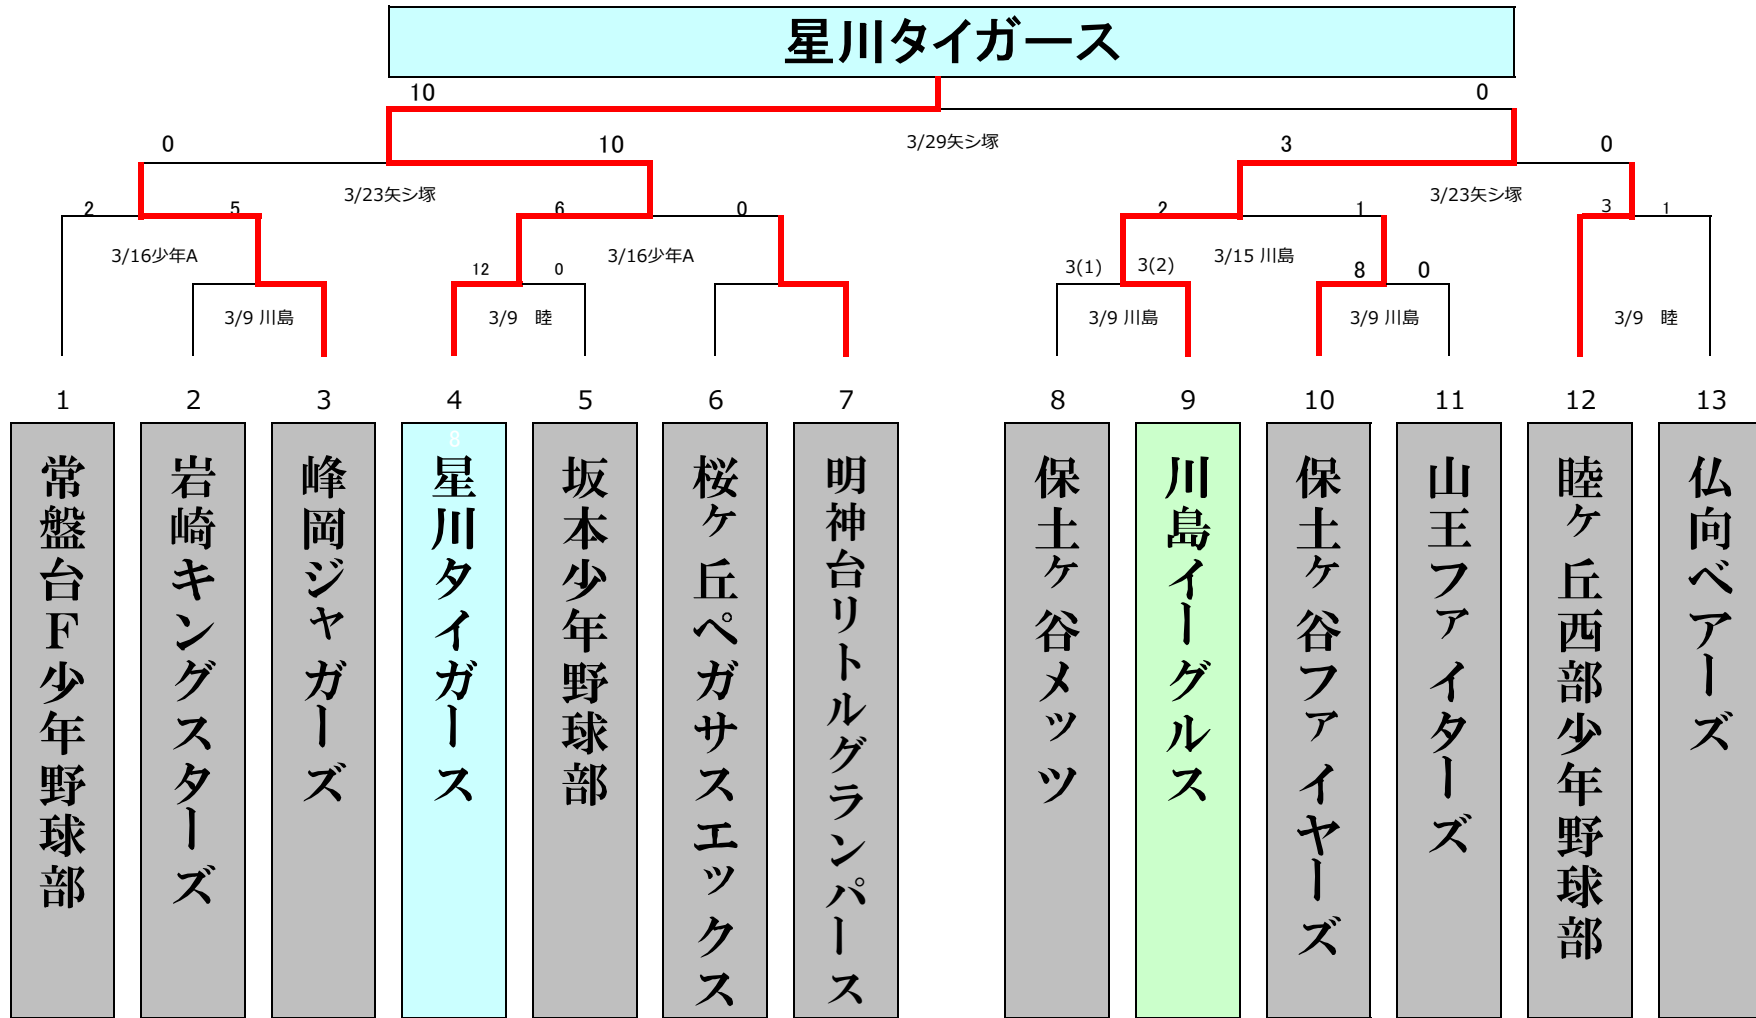 星川タイガース
10
0
3/29矢シ塚
0
10
3
0
3/23矢シ塚
3/23矢シ塚
2
5
6
0
2
1
3
1
3/16少年A
3/16少年A
3/15 川島
12
0
3(1)
3(2)
8
0
3/9 川島
3/9 睦
3/9 川島
3/9 川島
3/9 睦
1
2
3
4
5
6
7
8
9
10
11
12
13
8
常盤台F少年野球部
岩崎キングスターズ
峰岡ジャガーズ
星川タイガース
坂本少年野球部
桜ケ丘ペガサスエックス
明神台リトルグランパース
保土ケ谷メッツ
川島イーグルス
保土ケ谷ファイヤーズ
山王ファイターズ
睦ケ丘西部少年野球部
仏向ベアーズ